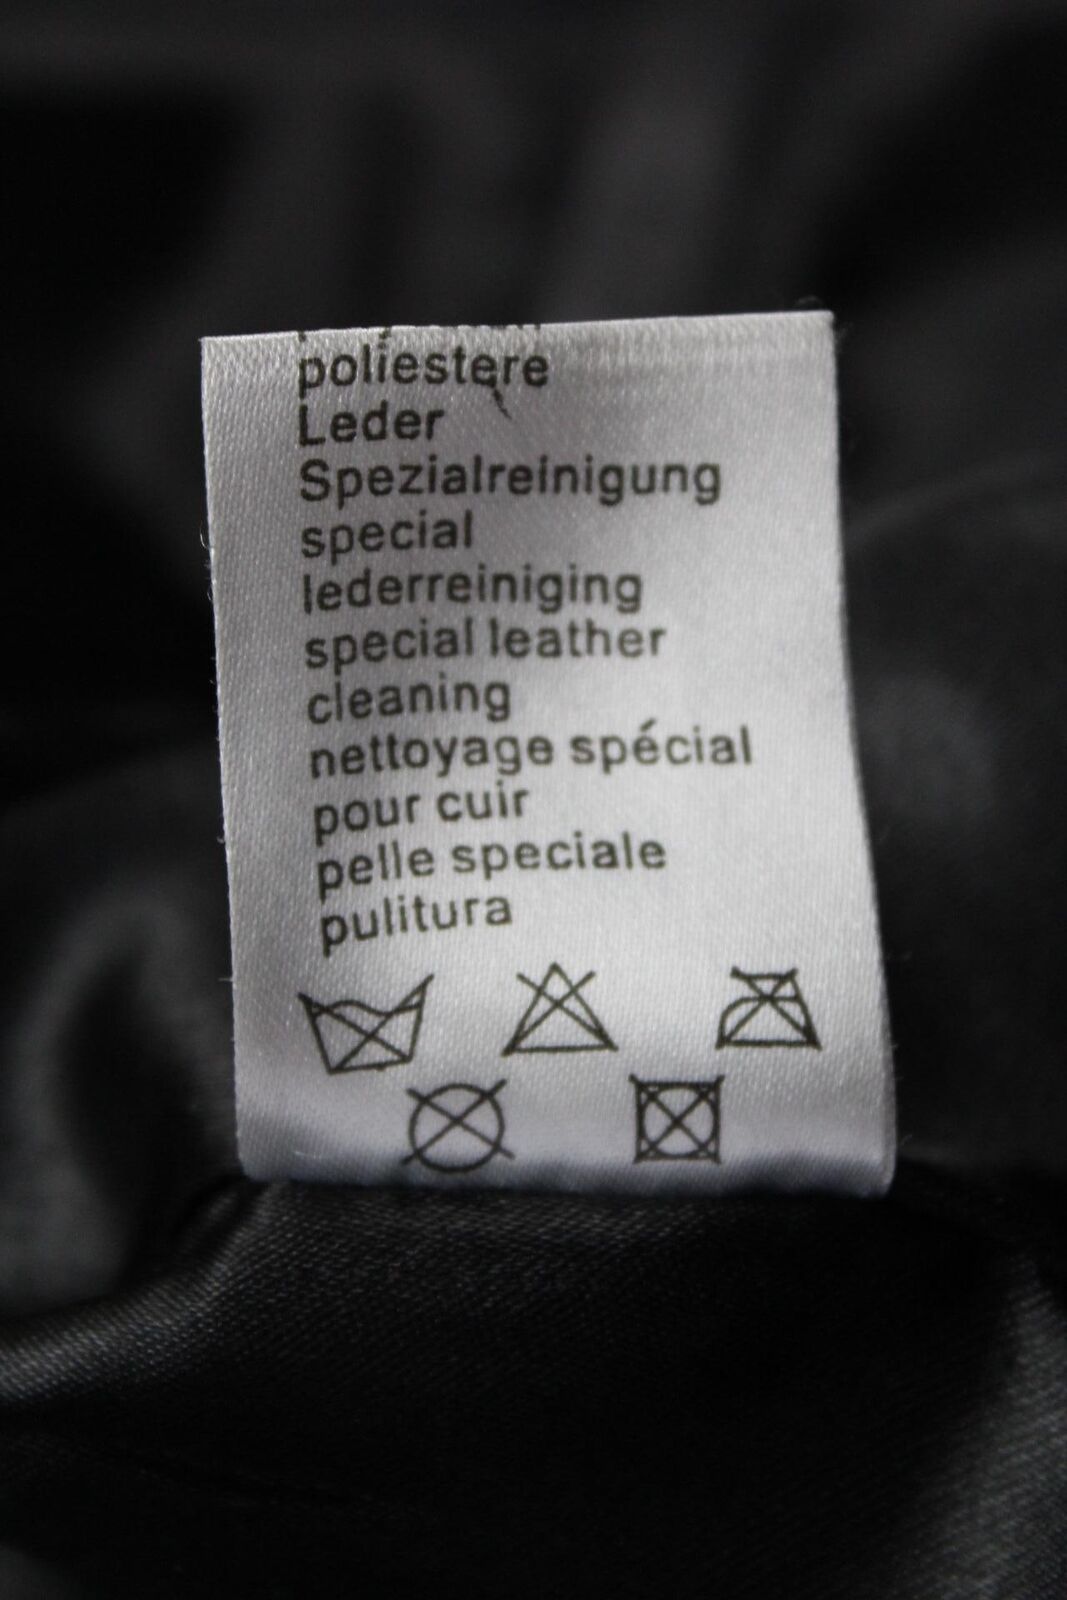 poliestere
Leder
Spezialreinigung
special
lederreiniging
special leather
cleaning
nettoyage spécial
pour cuir
pelle speciale
pulitura